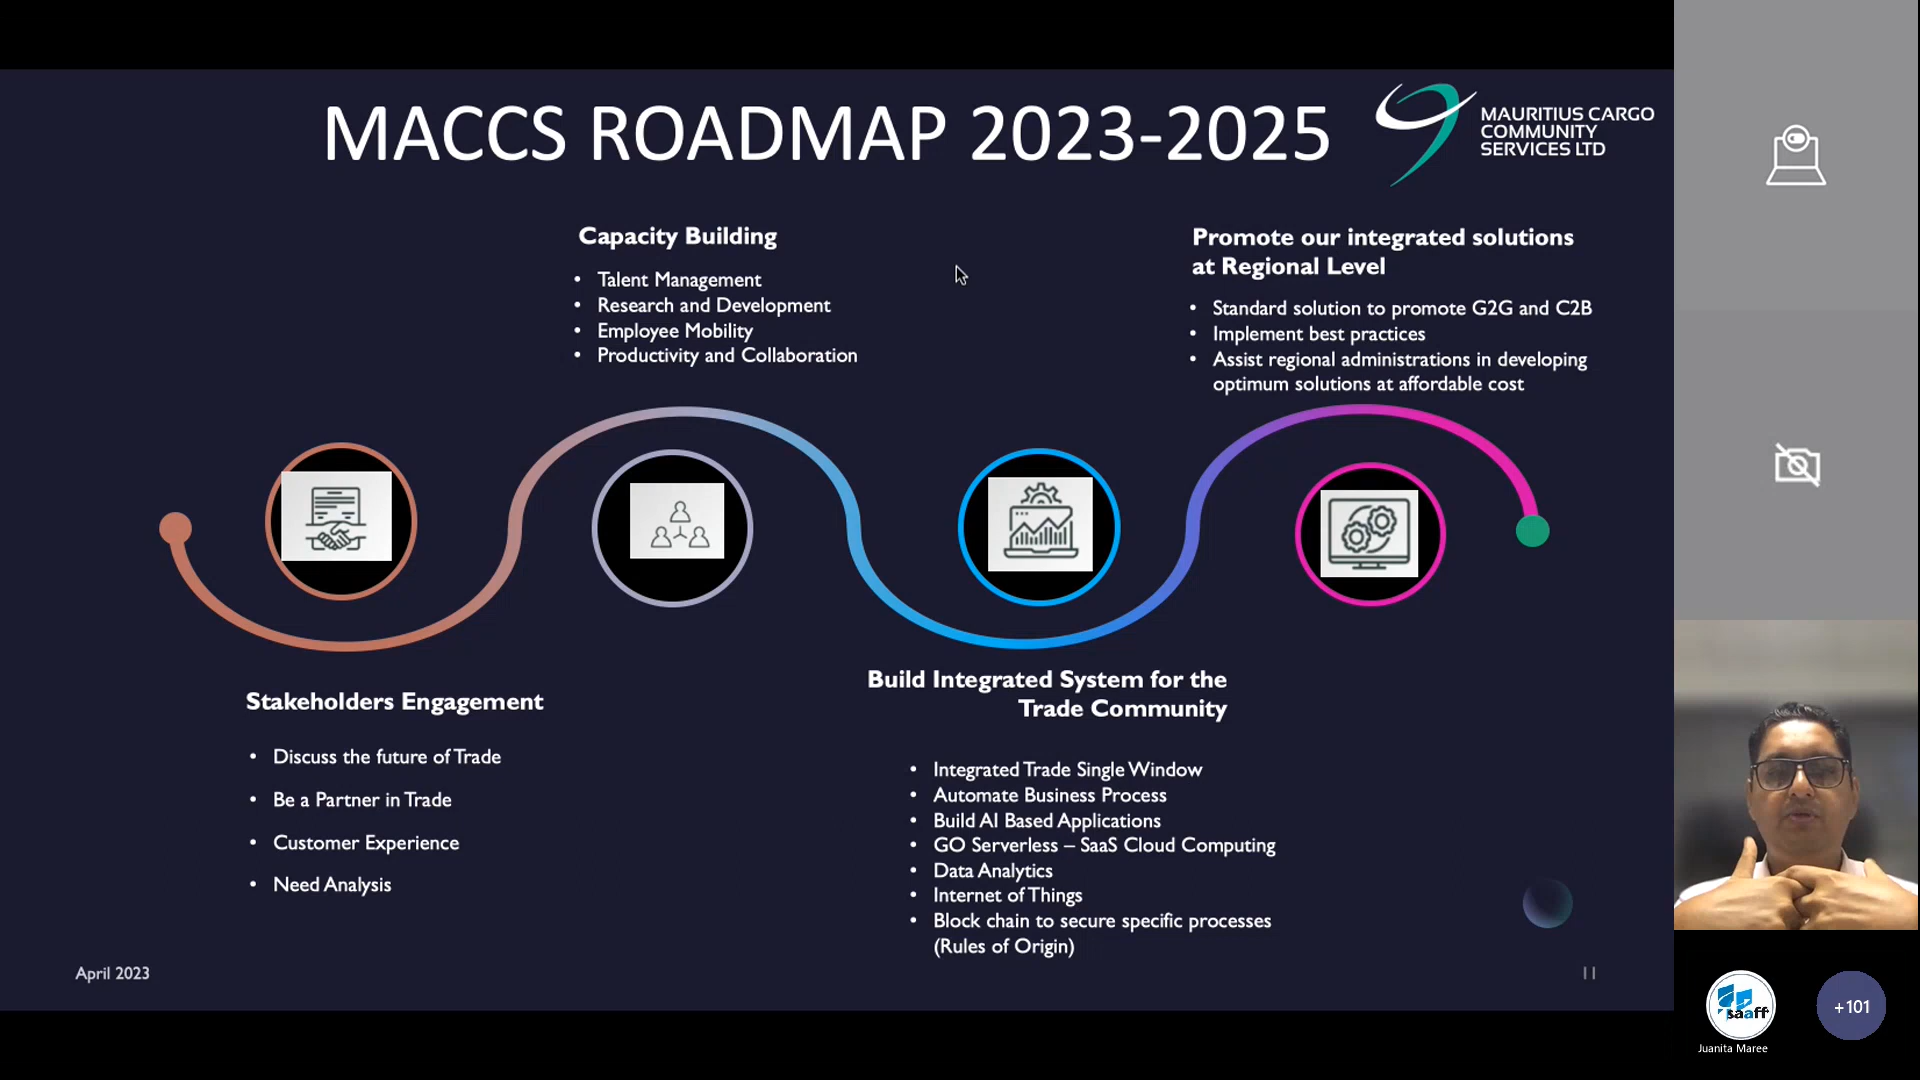 MACCS ROADMAP 2023-2025
MAURITIUS CARGO
COMMUNITY
SERVICES LTD
Capacity Building
• Talent Management
• Research and Development
• Employee Mobility
• Productivity and Collaboration
Promote our integrated solutions
at Regional Level
• Standard solution to promote G2G and C2B
• Implement best practices
• Assist regional administrations in developing
optimum solutions at affordable cost
Stakeholders Engagement
• Discuss the future of Trade
• Be a Partner in Trade
• Customer Experience
• Need Analysis
Build Integrated System for the
Trade Community
• Integrated Trade Single Window
• Automate Business Process
• Build AI Based Applications
• GO Serverless – SaaS Cloud Computing
• Data Analytics
• Internet of Things
• Block chain to secure specific processes
(Rules of Origin)
April 2023
11
saaff
Juanita Maree
+101